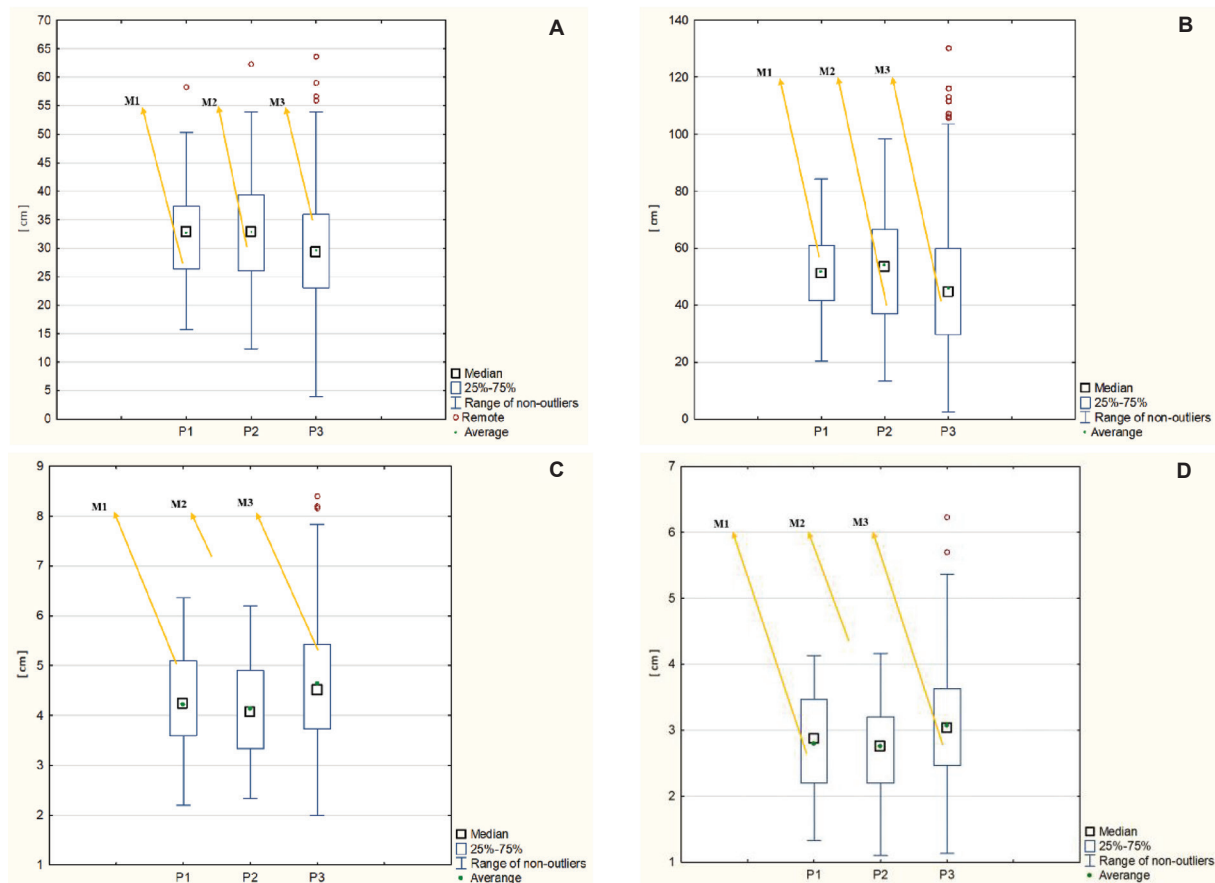 A
70
65
60
55
50
45
40
35
30
25
20
15
10
5
0
[ cm ]
M1
M2
M3
P1
P2
P3
Median
25%-75%
Range of non-outliers
Remote
Average
B
140
120
100
80
60
40
20
0
[ cm ]
M1
M2
M3
P1
P2
P3
Median
25%-75%
Range of non-outliers
Averange
C
9
8
7
6
5
4
3
2
1
[ cm ]
M1
M2
M3
P1
P2
P3
Median
25%-75%
Range of non-outliers
Averange
D
7
6
5
4
3
2
1
[ cm ]
M1
M2
M3
P1
P2
P3
Median
25%-75%
Range of non-outliers
Averange